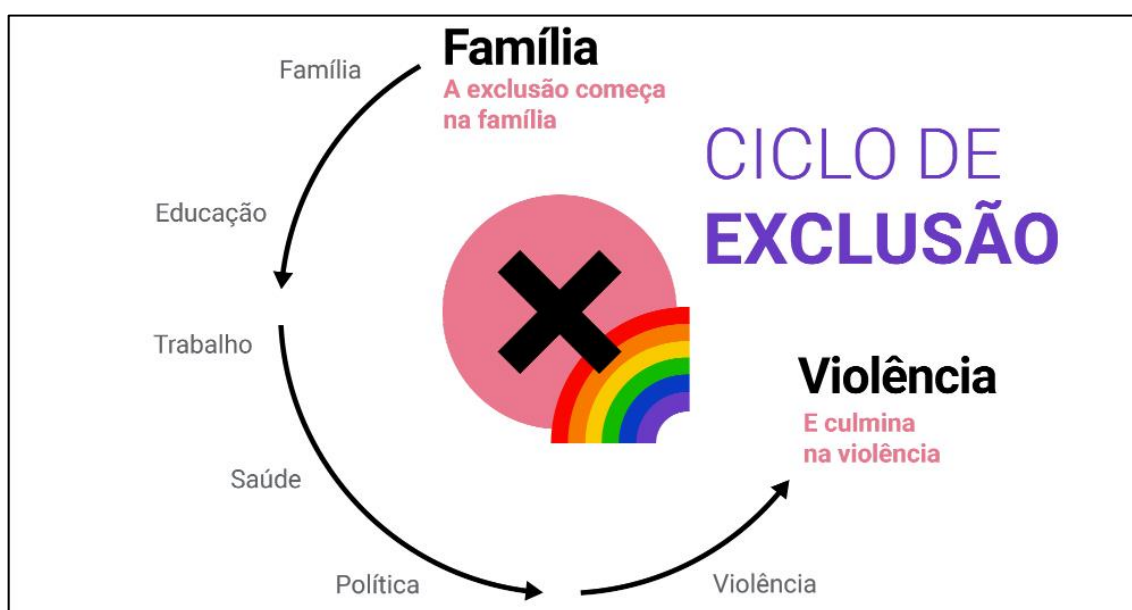 Família
Família
A exclusão começa
na família
CICLO DE
EXCLUSÃO
Educação
Trabalho
Violência
E culmina
na violência
Saúde
Política
Violência